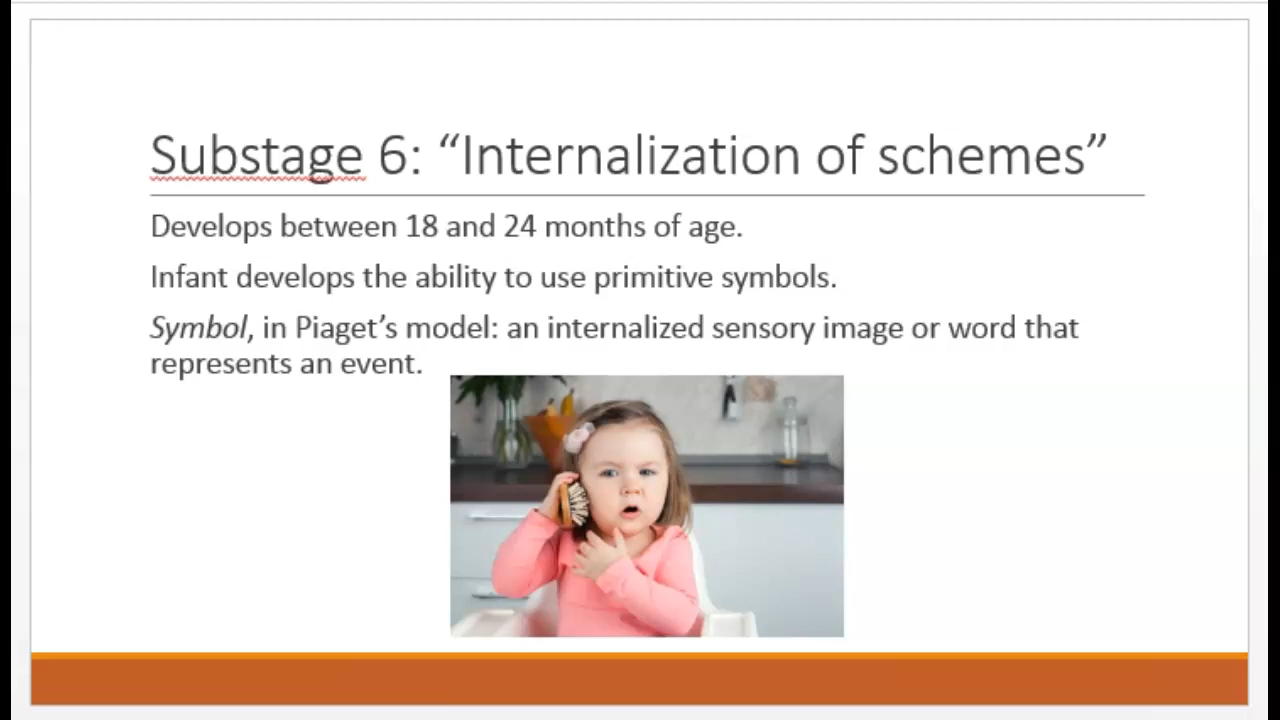 Substage 6: “Internalization of schemes”
Develops between 18 and 24 months of age.
Infant develops the ability to use primitive symbols.
Symbol, in Piaget’s model: an internalized sensory image or word that
represents an event.